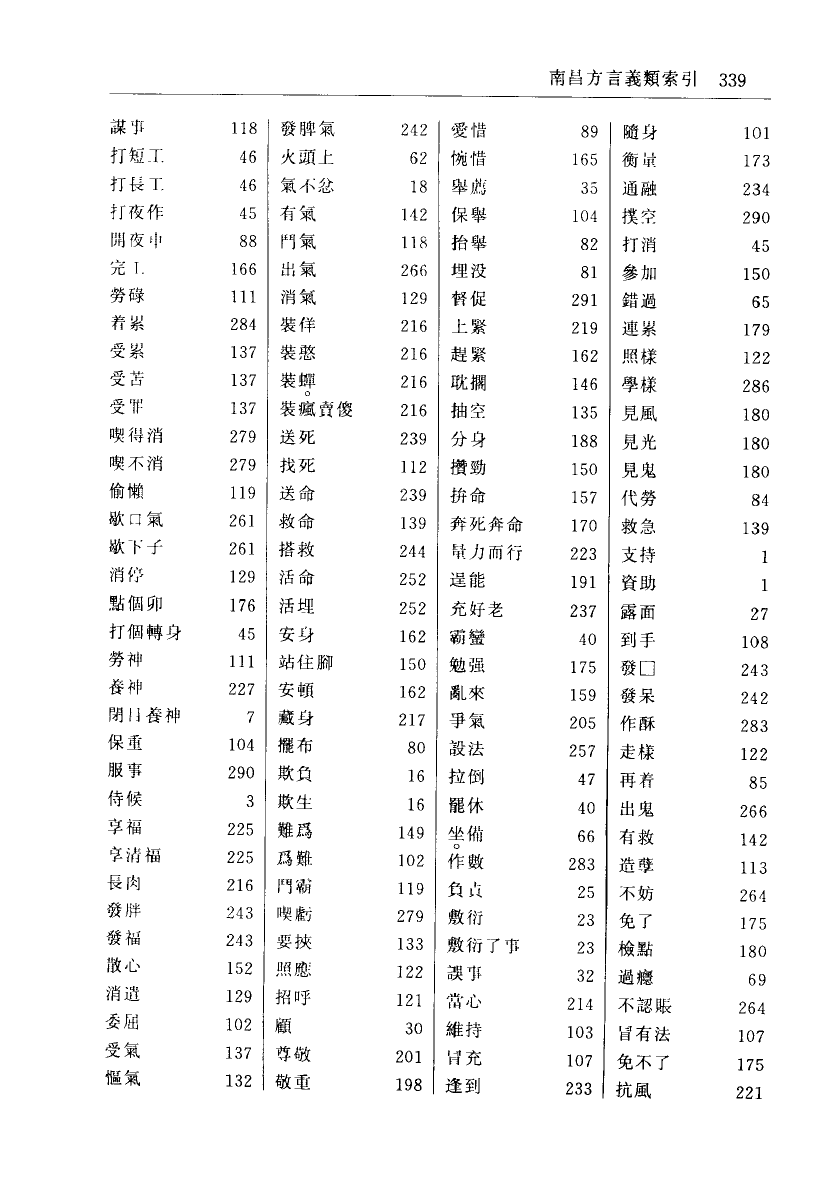 南昌方言義類索引 339
謀事 118
打短工 46
打長工 46
打夜作 45
開夜車 88
完工 166
勞碌 111
着累 284
受累 137
受苦 137
受罪 137
喫得消 279
喫不消 279
偷懶 119
歇口氣 261
歇下子 261
消停 129
點個卯 176
打個轉身 45
勞神 111
養神 227
閉目養神 7
保重 104
服事 290
侍候 3
享福 225
享清福 225
長肉 216
發胖 243
發福 243
散心 152
消遣 129
委屈 102
受氣 137
慪氣 132
發脾氣 242
火頭上 62
氣不忿 18
有氣 142
鬥氣 118
出氣 266
消氣 129
裝佯 216
裝憨 216
裝蟬 216
裝瘋賣傻 216
送死 239
找死 112
送命 239
救命 139
搭救 244
活命 252
活埋 252
安身 162
站住腳 150
安頓 162
藏身 217
擺布 80
欺負 16
欺生 16
難爲 149
爲難 102
鬥霸 119
喫虧 279
要挾 133
照應 122
招呼 121
顧 30
尊敬 201
敬重 198
愛惜 89
惋惜 165
舉薦 35
保舉 104
抬舉 82
埋没 81
督促 291
上緊 219
趕緊 162
耽擱 146
抽空 135
分身 188
攢勁 150
拚命 157
奔死奔命 170
量力而行 223
逞能 191
充好老 237
霸蠻 40
勉强 175
亂來 159
爭氣 205
設法 257
拉倒 47
罷休 40
坐備 66
作數 283
負責 25
敷衍 23
敷衍了事 23
誤事 32
當心 214
維持 103
冒充 107
逢到 233
隨身 101
衡量 173
通融 234
撲空 290
打消 45
參加 150
錯過 65
連累 179
照樣 122
學樣 286
見風 180
見光 180
見鬼 180
代勞 84
救急 139
支持 1
資助 1
露面 27
到手 108
發□ 243
發呆 242
作酥 283
走樣 122
再着 85
出鬼 266
有救 142
造孽 113
不妨 264
免了 175
檢點 180
過癮 69
不認賬 264
冒有法 107
免不了 175
抗風 221